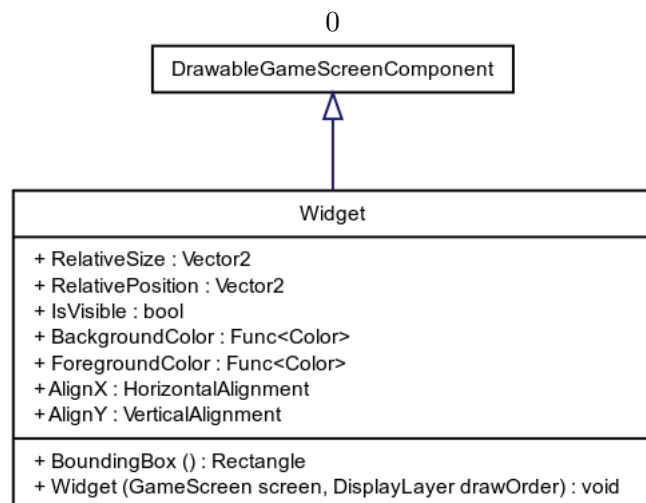 0
DrawableGameScreenComponent
Widget
+ RelativeSize : Vector2
+ RelativePosition : Vector2
+ IsVisible : bool
+ BackgroundColor : Func<Color>
+ ForegroundColor : Func<Color>
+ AlignX : HorizontalAlignment
+ AlignY : VerticalAlignment
+ BoundingBox () : Rectangle
+ Widget (GameScreen screen, DisplayLayer drawOrder) : void